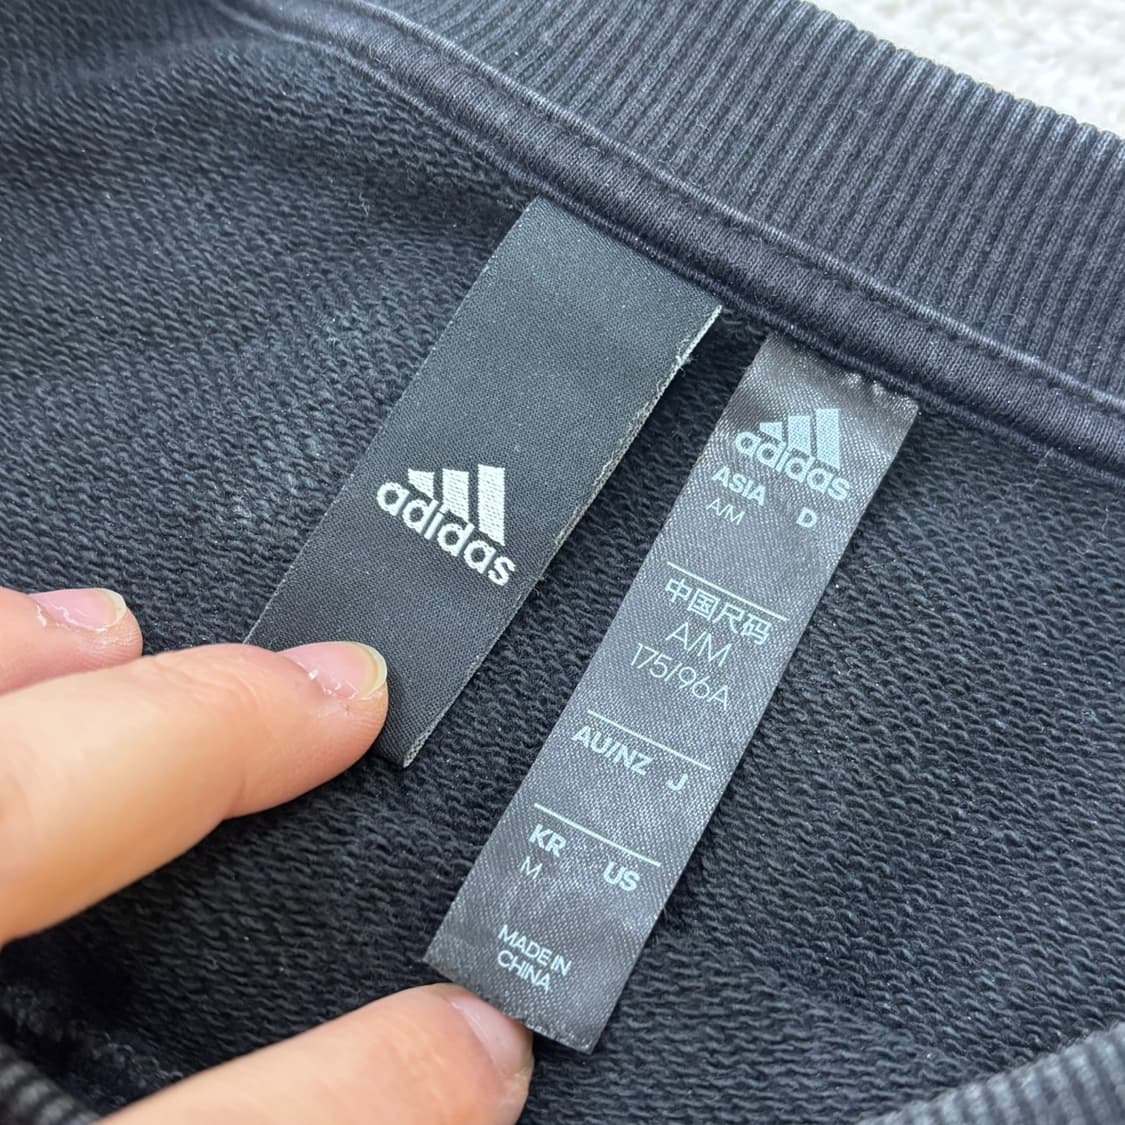 adidas
adidas
ASIA D
AM
中国尺码
A/M
175/96A
AU/NZ J
KR US
M
MADE IN
CHINA